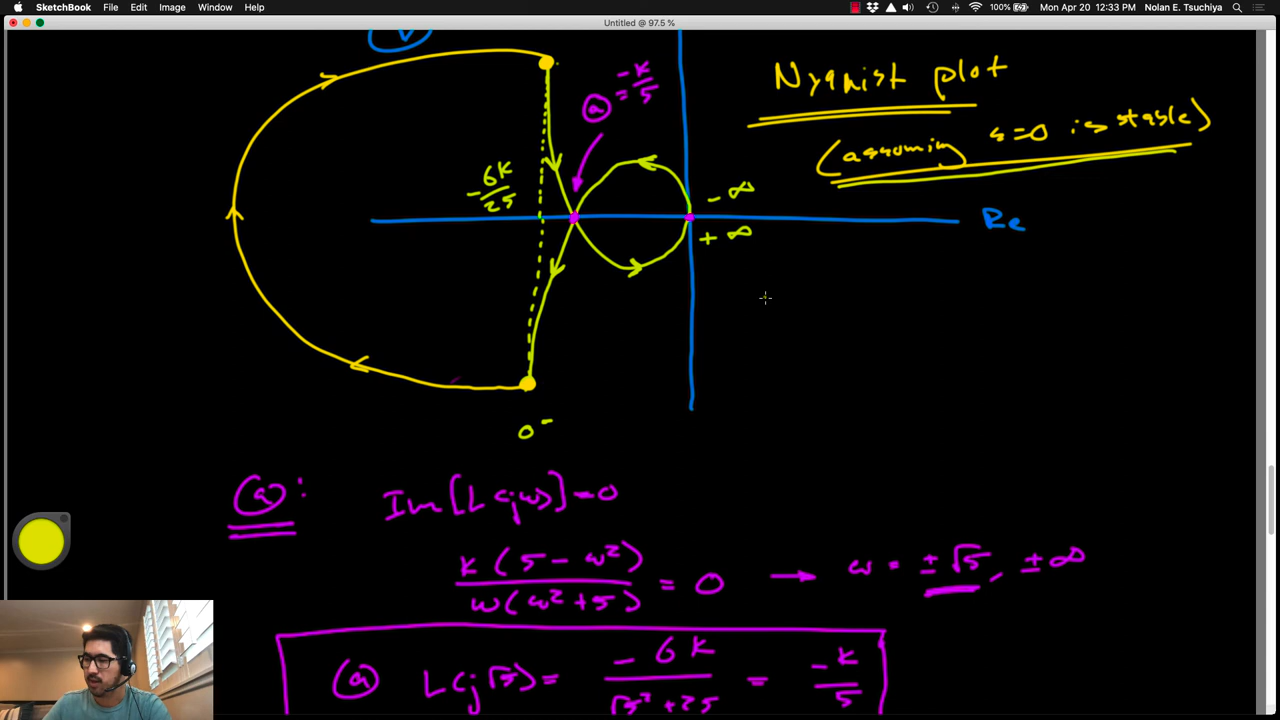 SketchBook File Edit Window Help 100% Mon Apr 20 12:33 PM Nolan E. Tsuchiya
Untitled @ 97.5 %
Nyquist plot
(assuming s=0 is stable)
ⓐ = -K/5
-6K/25
-∞
+∞
Re
0-
ⓐ: Im[L(jω)]=0
K(5-ω²)/ω(ω²+5) = 0 → ω = ±√5, ±∞
ⓐ L(j√5) = -6K/√5²+25 = -K/5